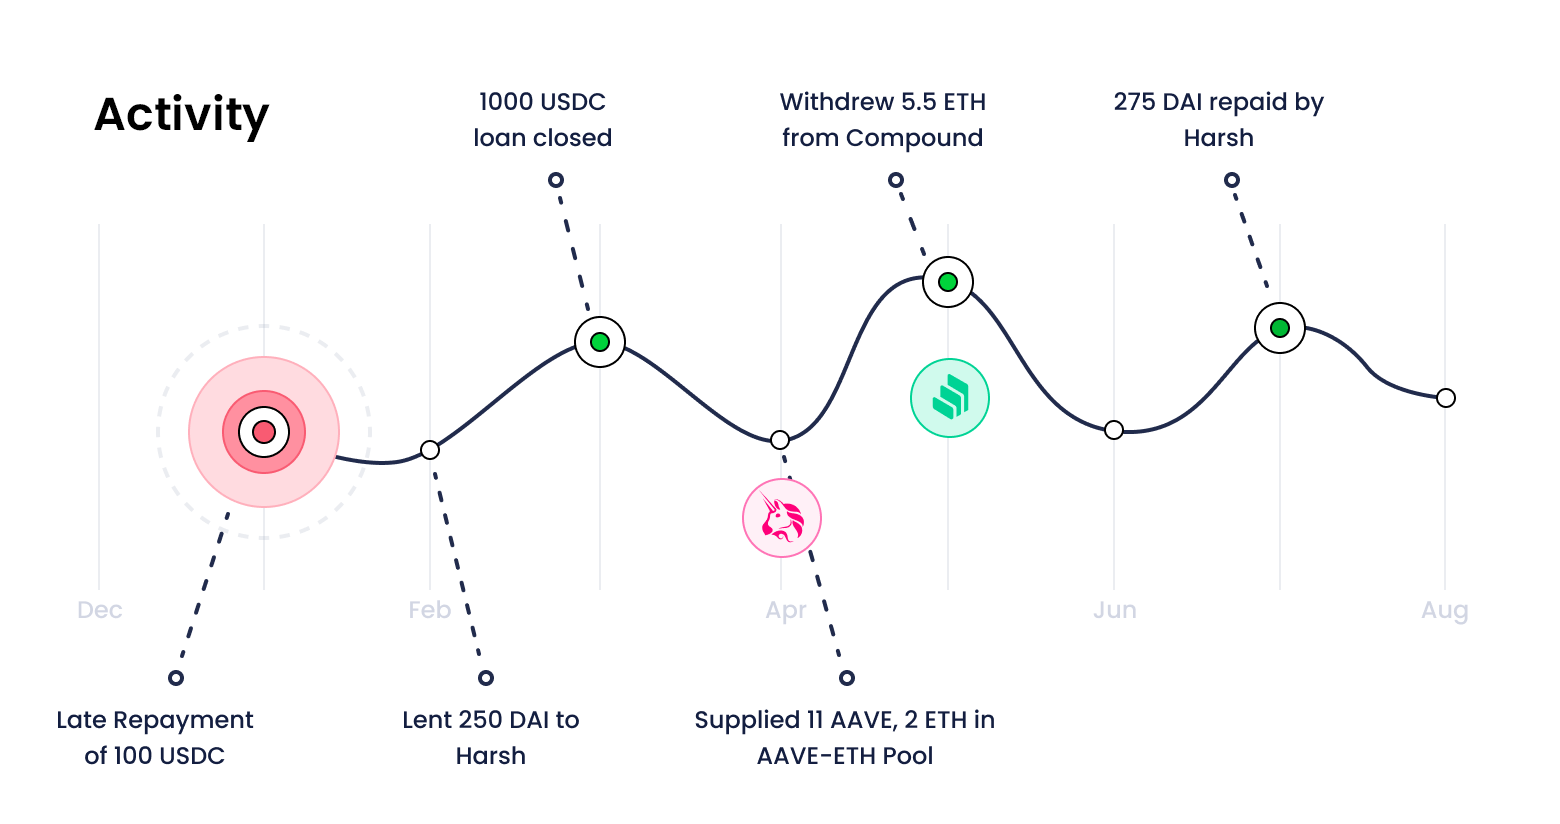 Activity
1000 USDC
loan closed
Withdrew 5.5 ETH
from Compound
275 DAI repaid by
Harsh
Dec
Feb
Apr
Jun
Aug
Late Repayment
of 100 USDC
Lent 250 DAI to
Harsh
Supplied 11 AAVE, 2 ETH in
AAVE-ETH Pool